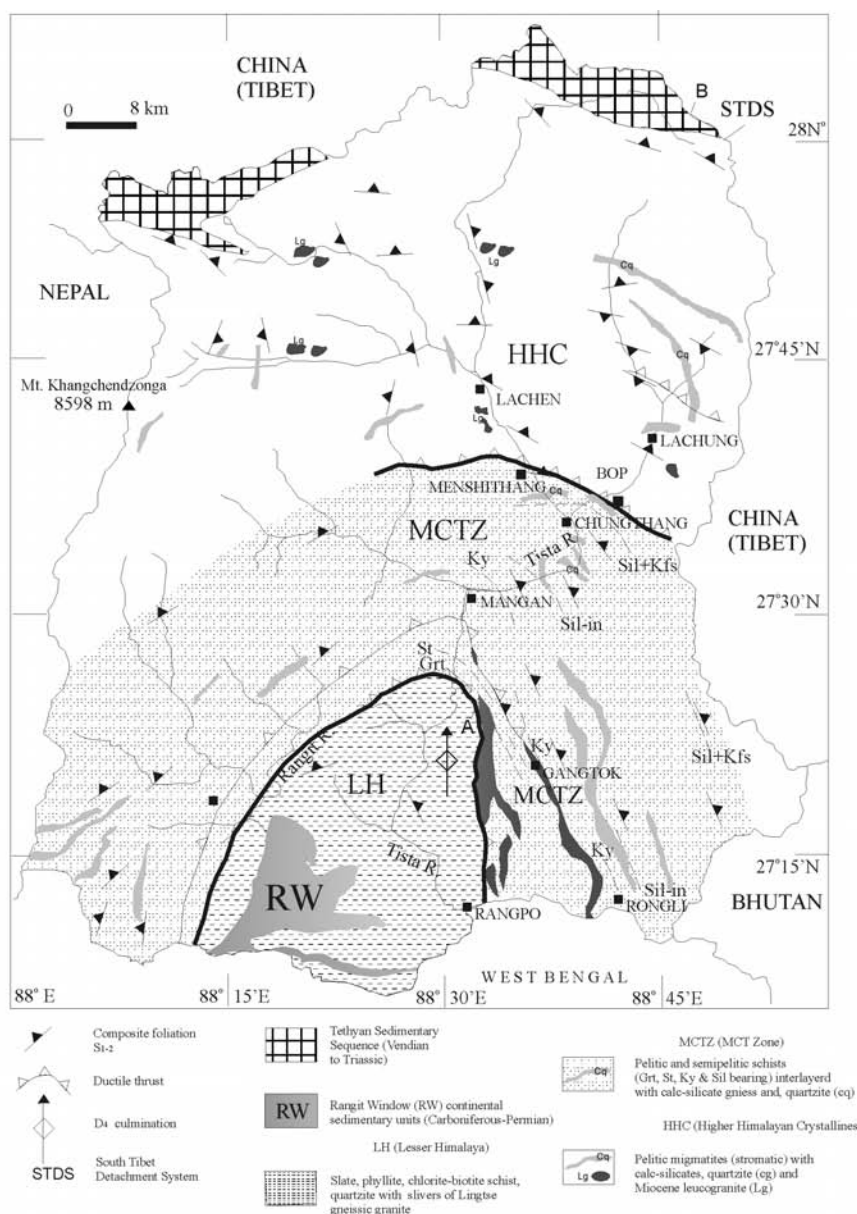 CHINA
(TIBET)
0 8 km
B
STDS
28N°
Lg
Lg
Cq
NEPAL
HHC
Lg
Cq
27°45'N
Mt. Khangchendzonga
8598 m
LACHEN
Lg
LACHUNG
MENSHITHANG
Cq
BOP
MCTZ
CHUNGTHANG
CHINA
(TIBET)
Ky
Tista R.
Cq
Sil+Kfs
MANGAN
27°30'N
Sil-in
St
Grt
Rangit R.
A
LH
Ky
GANGTOK
Sil+Kfs
MCTZ
Tista R.
Ky
27°15'N
RW
Sil-in
RONGLI
BHUTAN
RANGPO
WEST BENGAL
88° E 88° 15'E 88° 30'E 88° 45'E
Composite foliation
S1-2
Ductile thrust
D4 culmination
STDS
South Tibet
Detachment System
Tethyan Sedimentary
Sequence (Vendian
to Triassic)
RW
Rangit Window (RW) continental
sedimentary units (Carboniferous-Permian)
LH (Lesser Himalaya)
Slate, phyllite, chlorite-biotite schist,
quartzite with slivers of Lingtse
gneissic granite
MCTZ (MCT Zone)
Cq
Pelitic and semipelitic schists
(Grt, St, Ky & Sil bearing) interlayerd
with calc-silicate gniess and, quartzite (cq)
HHC (Higher Himalayan Crystallines)
Cq
Lg
Pelitic migmatites (stromatic) with
calc-silicates, quartzite (cg) and
Miocene leucogranite (Lg)